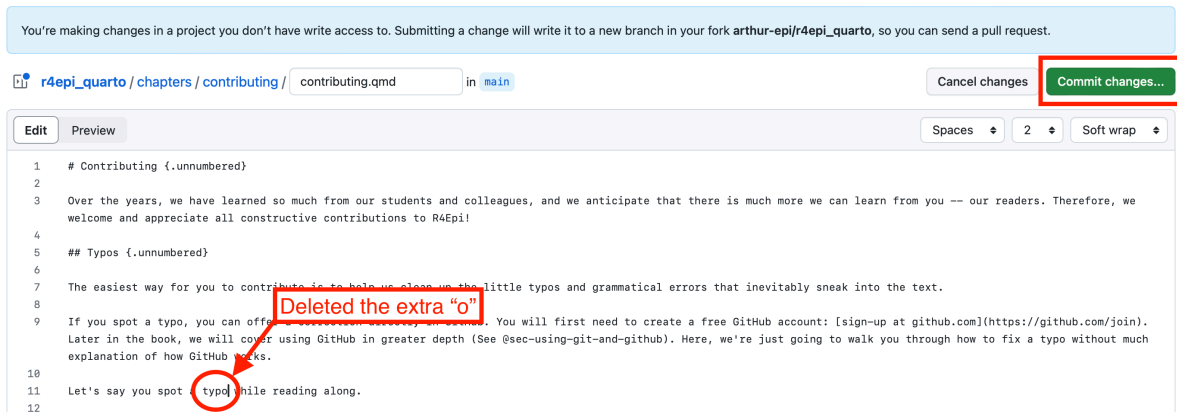 You're making changes in a project you don't have write access to. Submitting a change will write it to a new branch in your fork arthur-epi/r4epi_quarto, so you can send a pull request.
r4epi_quarto / chapters / contributing / contributing.qmd in main Cancel changes Commit changes...
Edit Preview Spaces 2 Soft wrap
1 # Contributing {.unnumbered}
2
3 Over the years, we have learned so much from our students and colleagues, and we anticipate that there is much more we can learn from you -- our readers. Therefore, we
welcome and appreciate all constructive contributions to R4Epi!
4
5 ## Typos {.unnumbered}
6
7 The easiest way for you to contribute is to help us clean up the little typos and grammatical errors that inevitably sneak into the text.
8
Deleted the extra “o”
9 If you spot a typo, you can offer directly in GitHub. You will first need to create a free GitHub account: [sign-up at github.com](https://github.com/join).
Later in the book, we will cover using GitHub in greater depth (See @sec-using-git-and-github). Here, we're just going to walk you through how to fix a typo without much
explanation of how GitHub works.
10
11 Let's say you spot a typo while reading along.
12